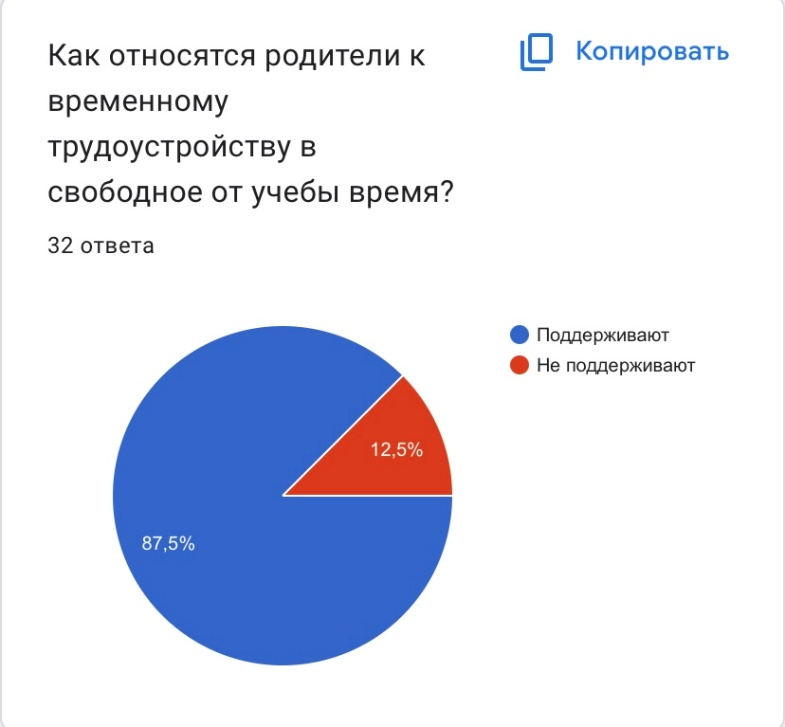 Как относятся родители к
временному
трудоустройству в
свободное от учебы время?
Копировать
32 ответа
Поддерживают
Не поддерживают
12,5%
87,5%